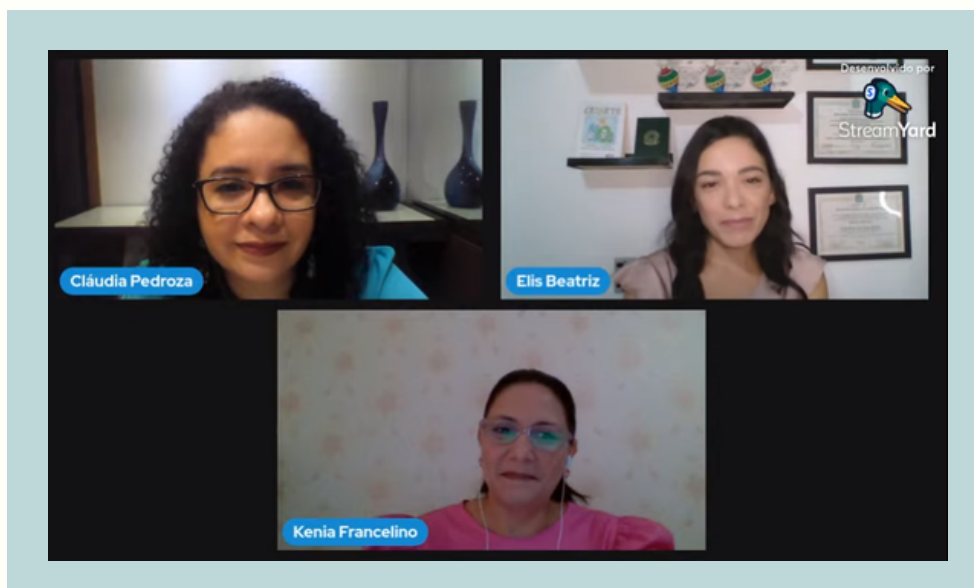 Desenvolvido por
StreamYard
Cláudia Pedroza
Elis Beatriz
Kenia Francelino